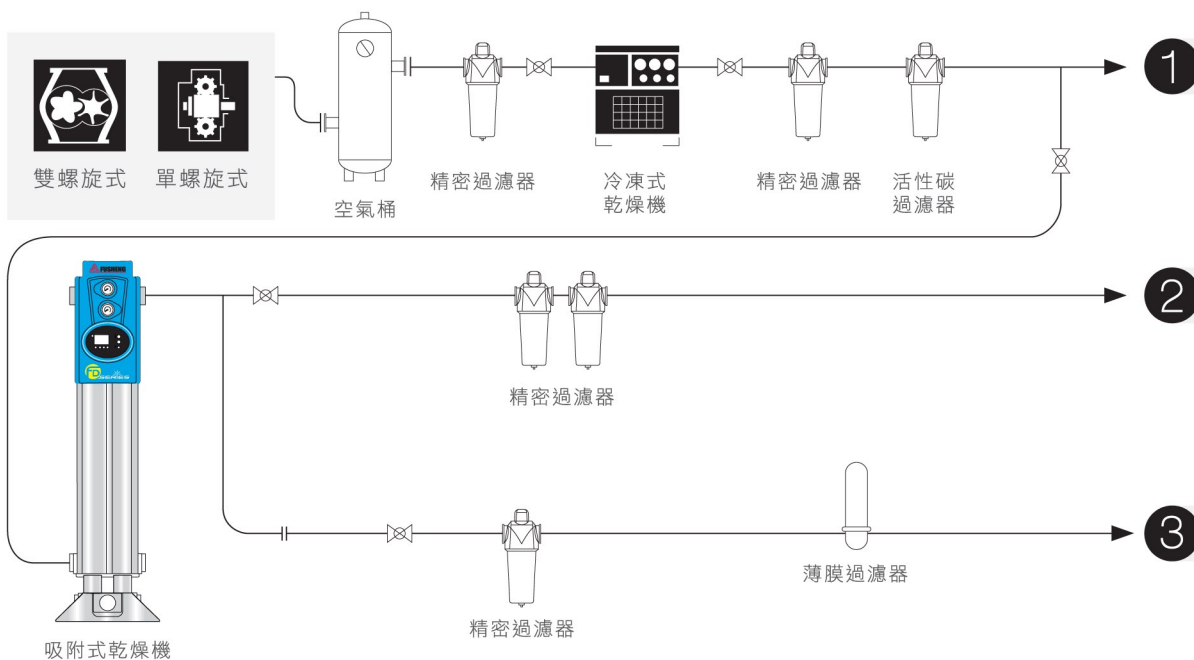 雙螺旋式
單螺旋式
空氣桶
精密過濾器
冷凍式
乾燥機
精密過濾器
活性碳
過濾器
1
FUSHENG
SERIES
2
精密過濾器
3
薄膜過濾器
精密過濾器
吸附式乾燥機